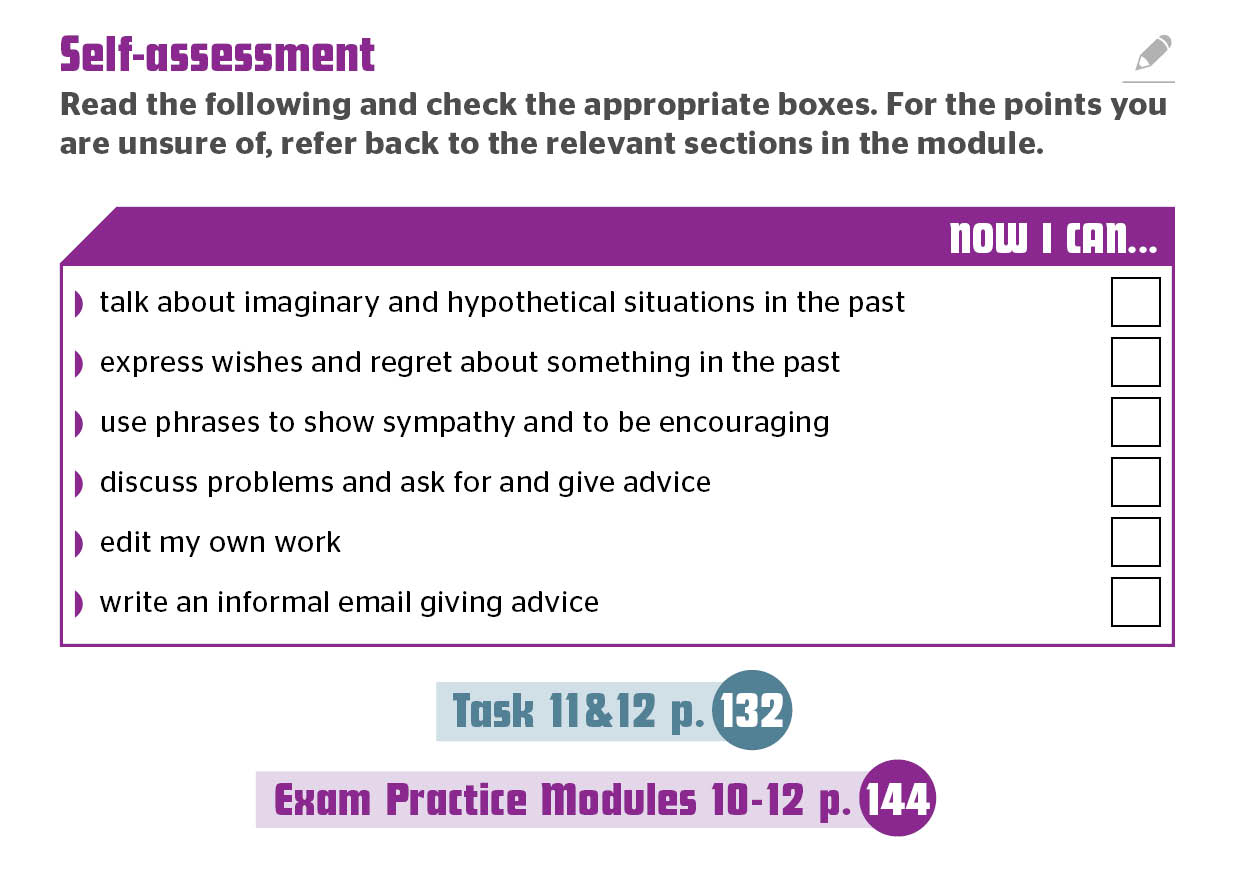 Self-assessment
Read the following and check the appropriate boxes. For the points you
are unsure of, refer back to the relevant sections in the module.
NOW I CAN...
talk about imaginary and hypothetical situations in the past
express wishes and regret about something in the past
use phrases to show sympathy and to be encouraging
discuss problems and ask for and give advice
edit my own work
write an informal email giving advice
Task 11&12 p. 132
Exam Practice Modules 10-12 p. 144